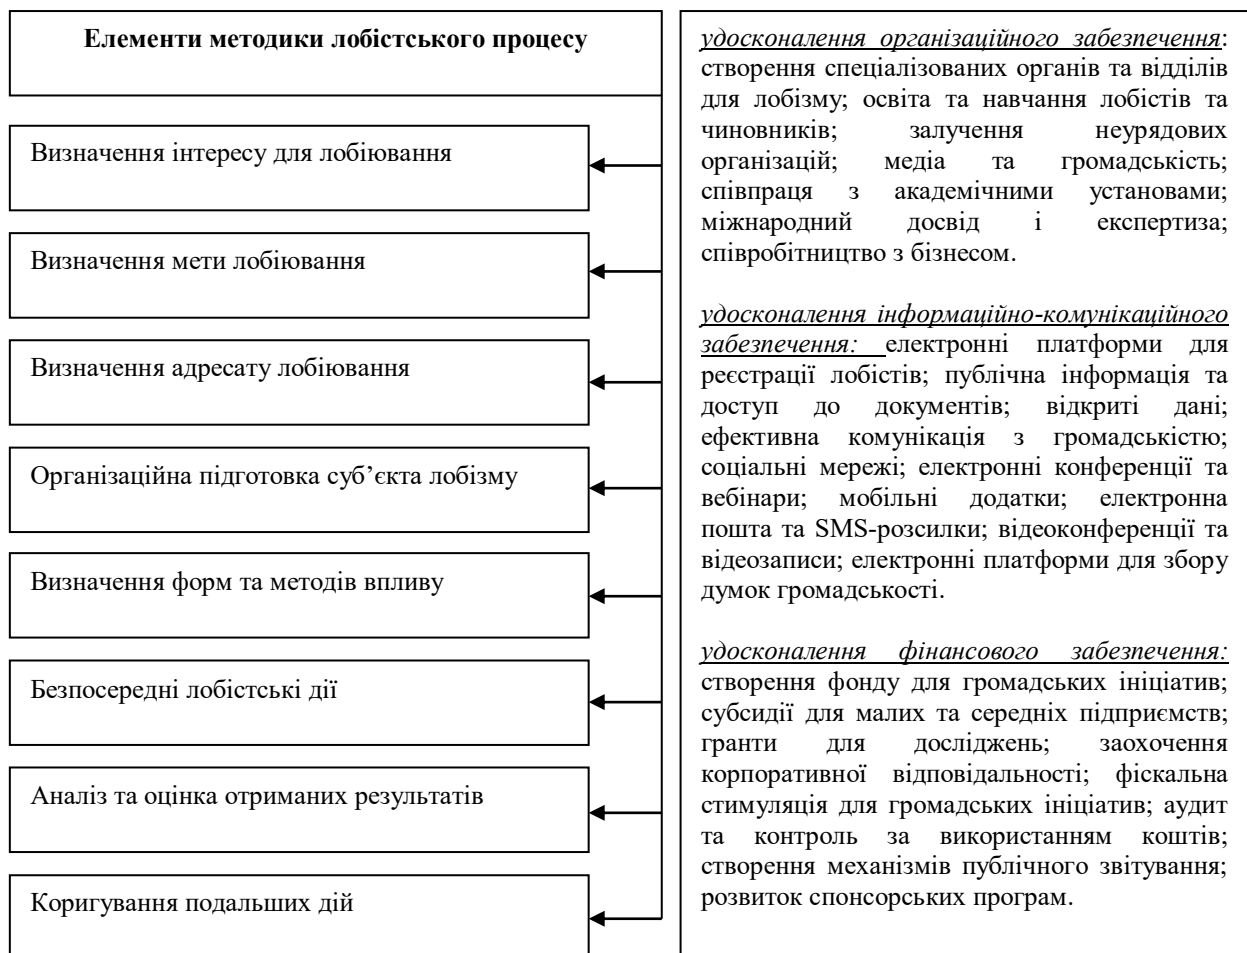 Елементи методики лобістського процесу
Визначення інтересу для лобіювання
Визначення мети лобіювання
Визначення адресату лобіювання
Організаційна підготовка суб’єкта лобізму
Визначення форм та методів впливу
Безпосередні лобістські дії
Аналіз та оцінка отриманих результатів
Коригування подальших дій
удосконалення організаційного забезпечення:
створення спеціалізованих органів та відділів
для лобізму; освіта та навчання лобістів та
чиновників; залучення неурядових
організацій; медіа та громадськість;
співпраця з академічними установами;
міжнародний досвід і експертиза;
співробітництво з бізнесом.
удосконалення інформаційно-комунікаційного
забезпечення: електронні платформи для
реєстрації лобістів; публічна інформація та
доступ до документів; відкриті дані;
ефективна комунікація з громадськістю;
соціальні мережі; електронні конференції та
вебінари; мобільні додатки; електронна
пошта та SMS-розсилки; відеоконференції та
відеозаписи; електронні платформи для збору
думок громадськості.
удосконалення фінансового забезпечення:
створення фонду для громадських ініціатив;
субсидії для малих та середніх підприємств;
гранти для досліджень; заохочення
корпоративної відповідальності; фіскальна
стимуляція для громадських ініціатив; аудит
та контроль за використанням коштів;
створення механізмів публічного звітування;
розвиток спонсорських програм.